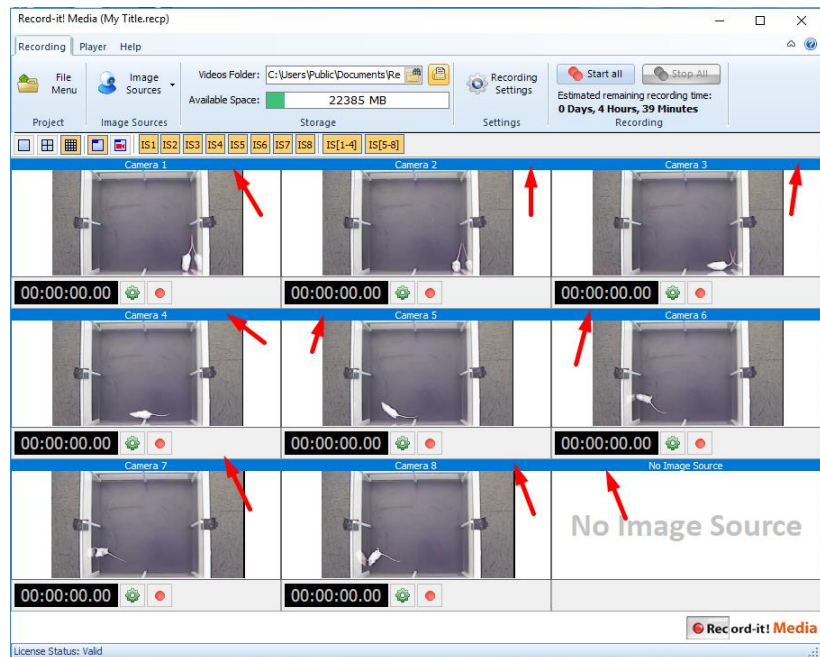 Record-it! Media (My Title.recp)
Recording Player Help
File Menu
Image Sources
Videos Folder: C:\Users\Public\Documents\Re
Available Space: 22385 MB
Recording Settings
Start all Stop All
Estimated remaining recording time:
0 Days, 4 Hours, 39 Minutes
Project Image Sources Storage Settings Recording
IS1 IS2 IS3 IS4 IS5 IS6 IS7 IS8 IS[1-4] IS[5-8]
Camera 1 Camera 2 Camera 3
00:00:00.00 00:00:00.00 00:00:00.00
Camera 4 Camera 5 Camera 6
00:00:00.00 00:00:00.00 00:00:00.00
Camera 7 Camera 8 No Image Source
No Image Source
00:00:00.00 00:00:00.00
Record-it! Media
License Status: Valid